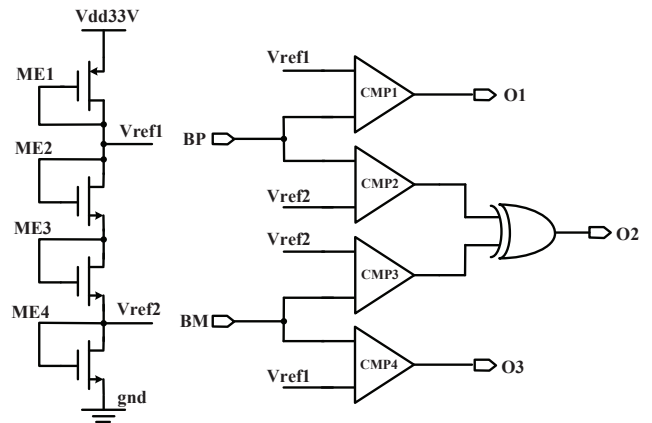 Vdd33V
ME1
Vref1
ME2
ME3
ME4
Vref2
gnd
Vref1
CMP1
O1
BP
CMP2
Vref2
O2
Vref2
CMP3
BM
CMP4
O3
Vref1